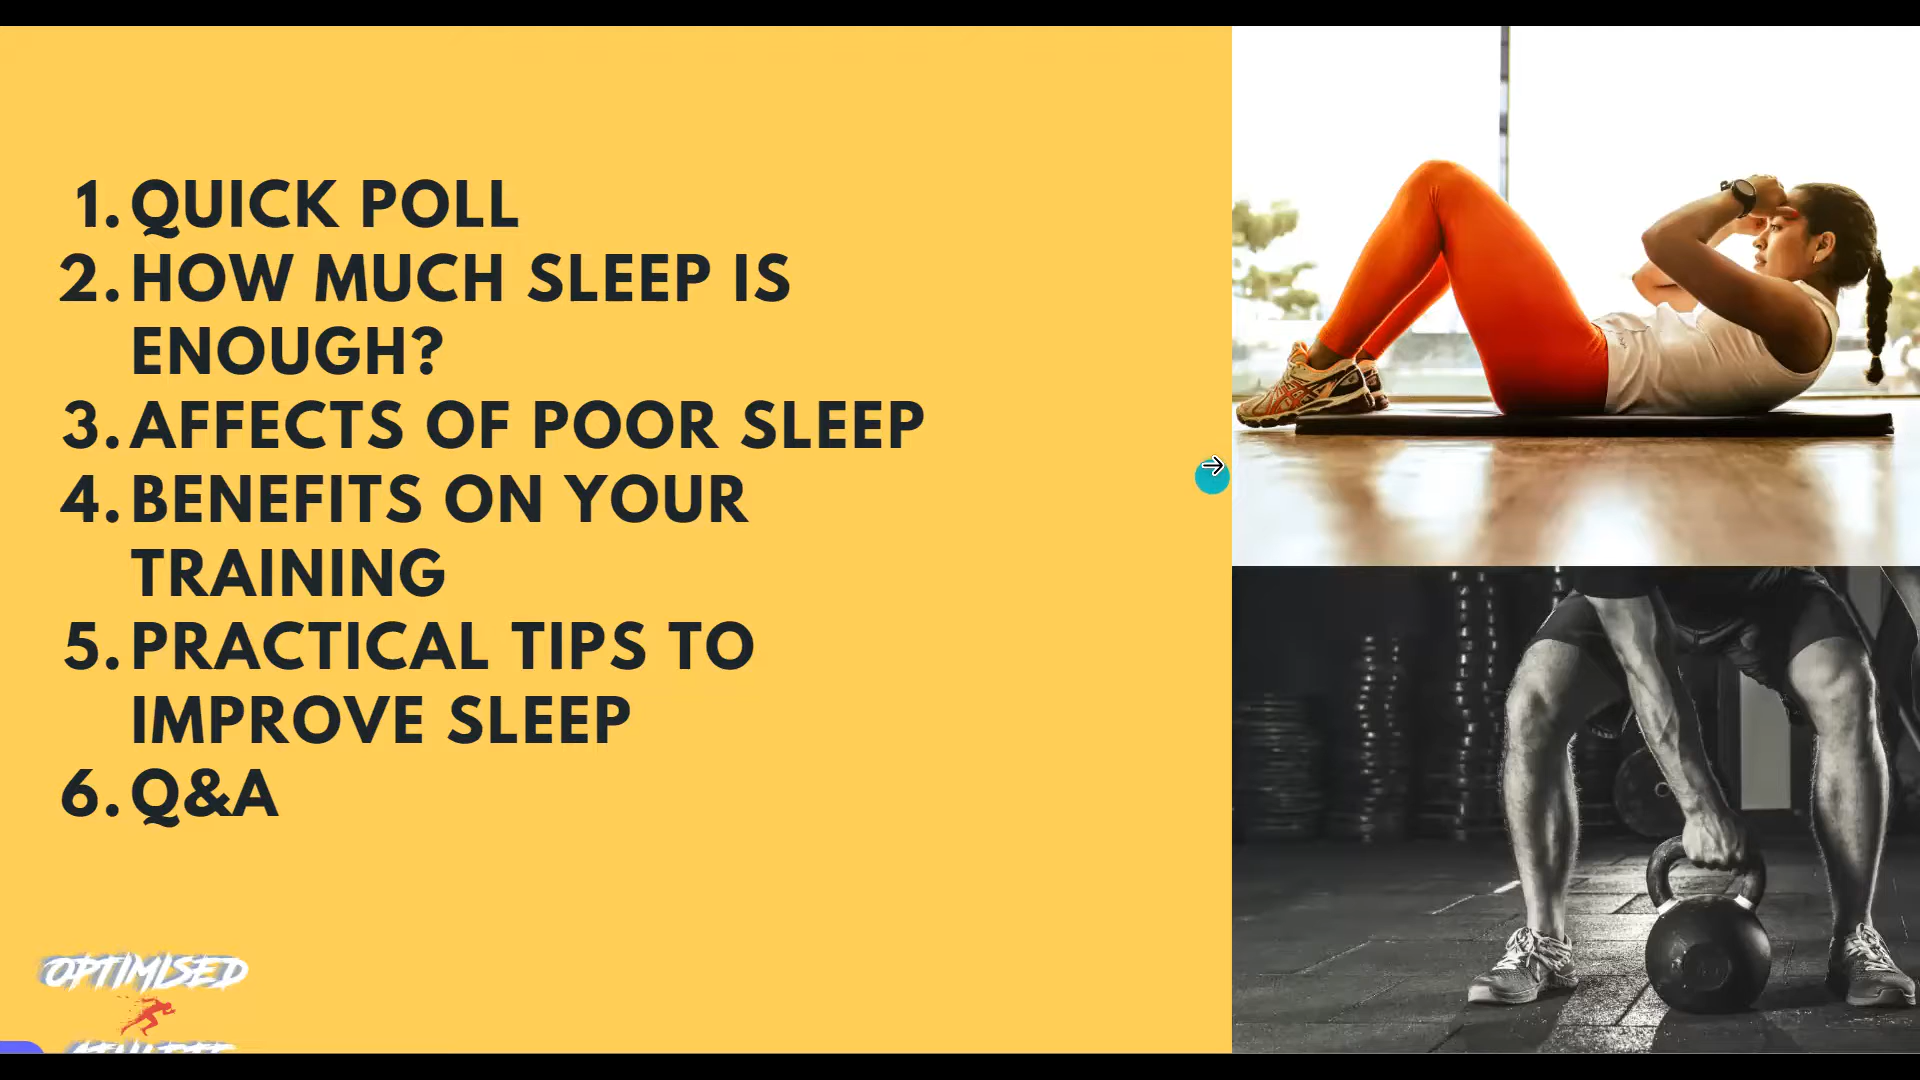 1. QUICK POLL
2. HOW MUCH SLEEP IS
ENOUGH?
3. AFFECTS OF POOR SLEEP
4. BENEFITS ON YOUR
TRAINING
5. PRACTICAL TIPS TO
IMPROVE SLEEP
6. Q&A
OPTIMISED